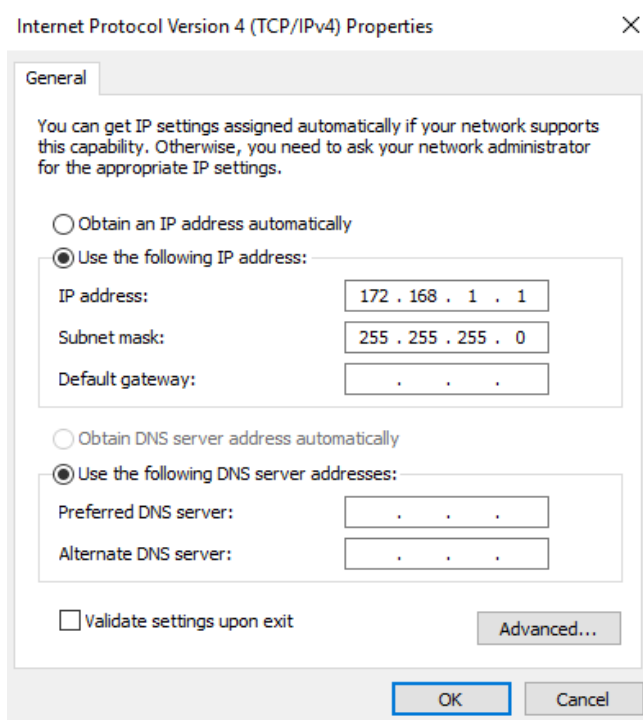 Internet Protocol Version 4 (TCP/IPv4) Properties
General
You can get IP settings assigned automatically if your network supports
this capability. Otherwise, you need to ask your network administrator
for the appropriate IP settings.
Obtain an IP address automatically
Use the following IP address:
IP address: 172 . 168 . 1 . 1
Subnet mask: 255 . 255 . 255 . 0
Default gateway: . . .
Obtain DNS server address automatically
Use the following DNS server addresses:
Preferred DNS server: . . .
Alternate DNS server: . . .
Validate settings upon exit
Advanced...
OK Cancel